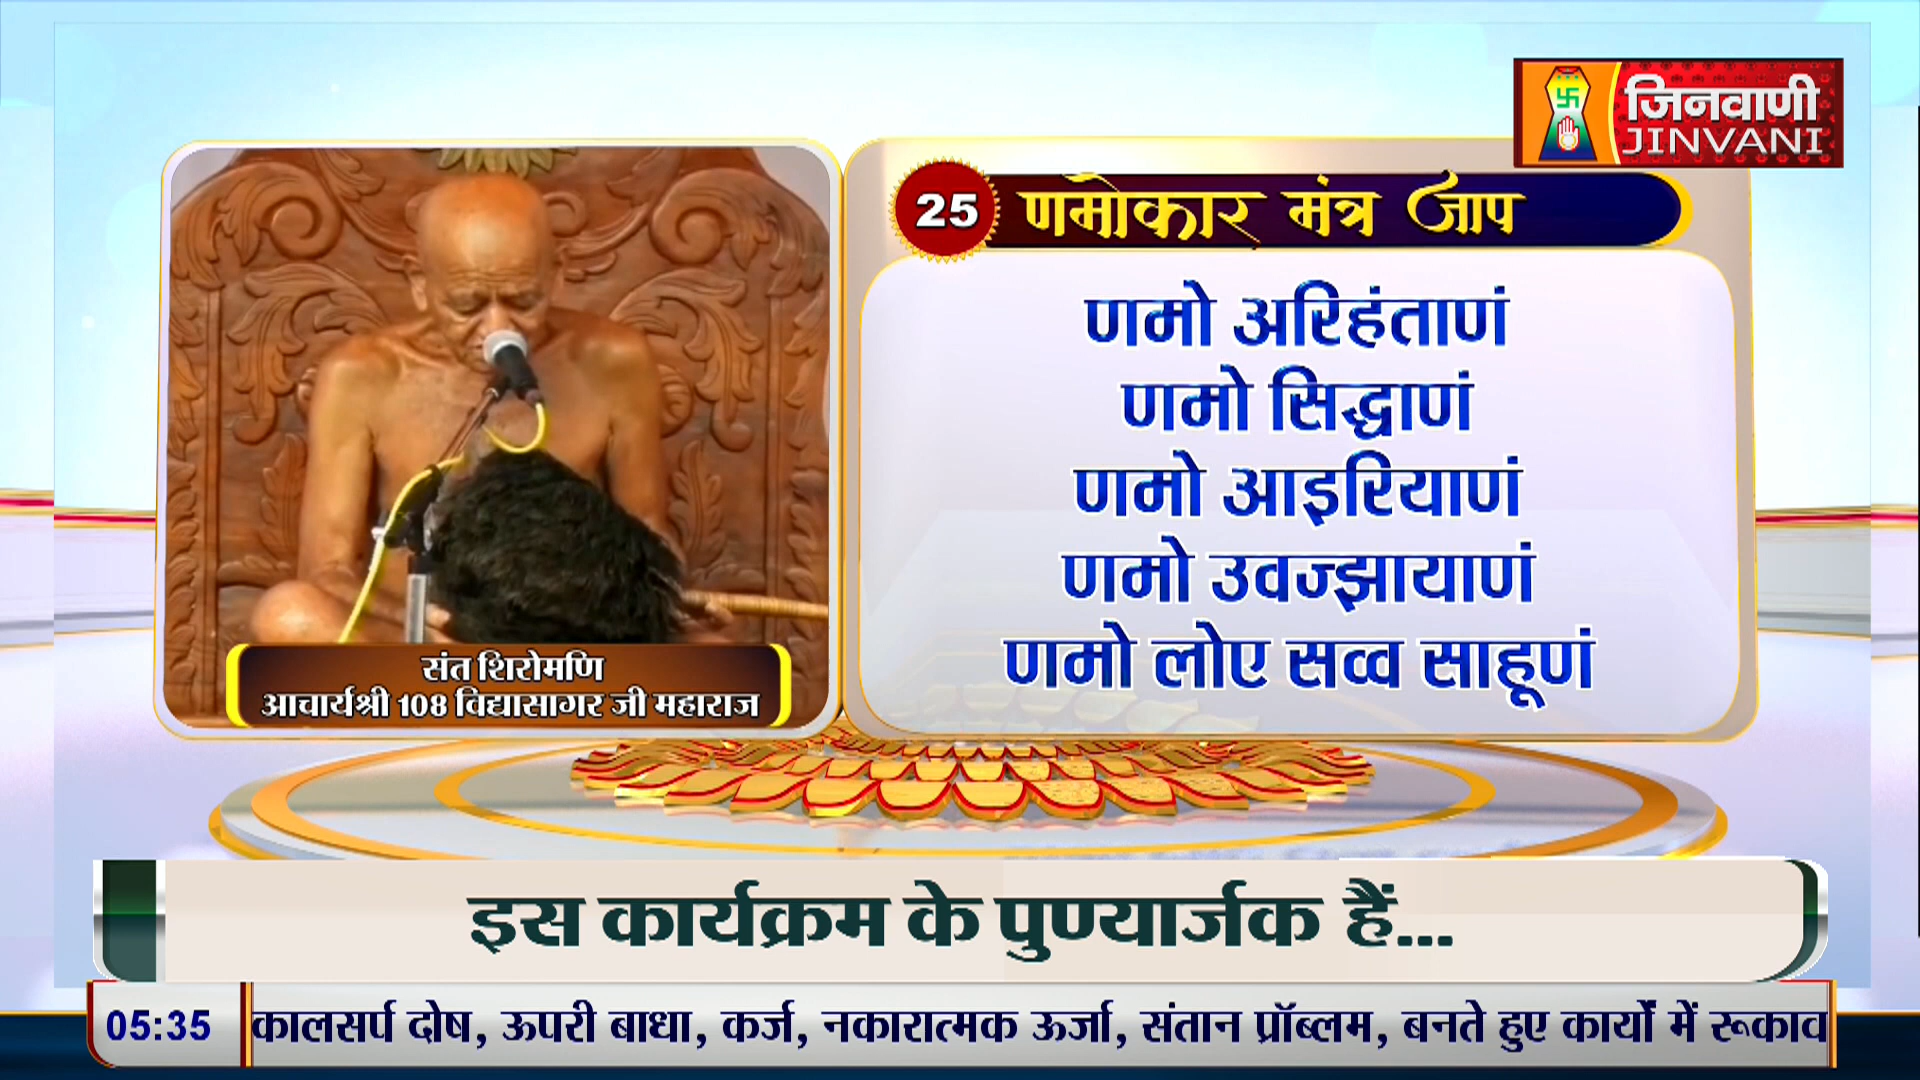 जिनवाणी
JINVANI
25 णमोकार मंत्र जाप
णमो अरिहंताणं
णमो सिद्धाणं
णमो आइरियाणं
णमो उवज्झायाणं
णमो लोए सव्व साहूणं
संत शिरोमणि
आचार्यश्री 108 विद्यासागर जी महाराज
इस कार्यक्रम के पुण्यार्जक हैं...
05:35 कालसर्प दोष, ऊपरी बाधा, कर्ज, नकारात्मक ऊर्जा, संतान प्रॉब्लम, बनते हुए कार्यों में रूकाव